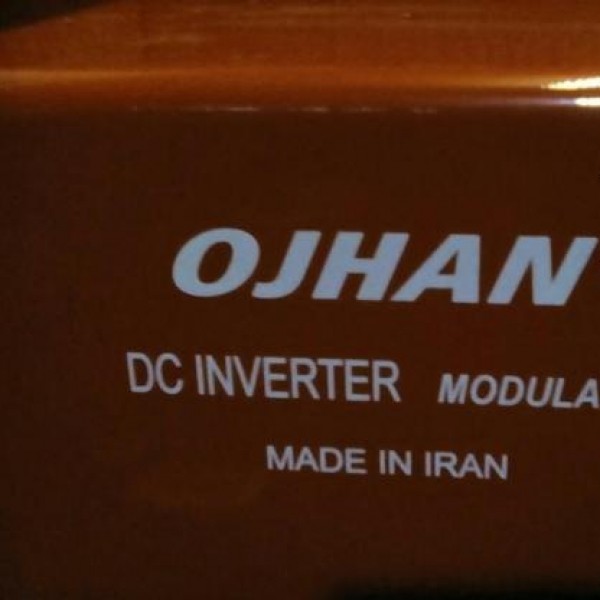 OJHAN
DC INVERTER MODULA
MADE IN IRAN